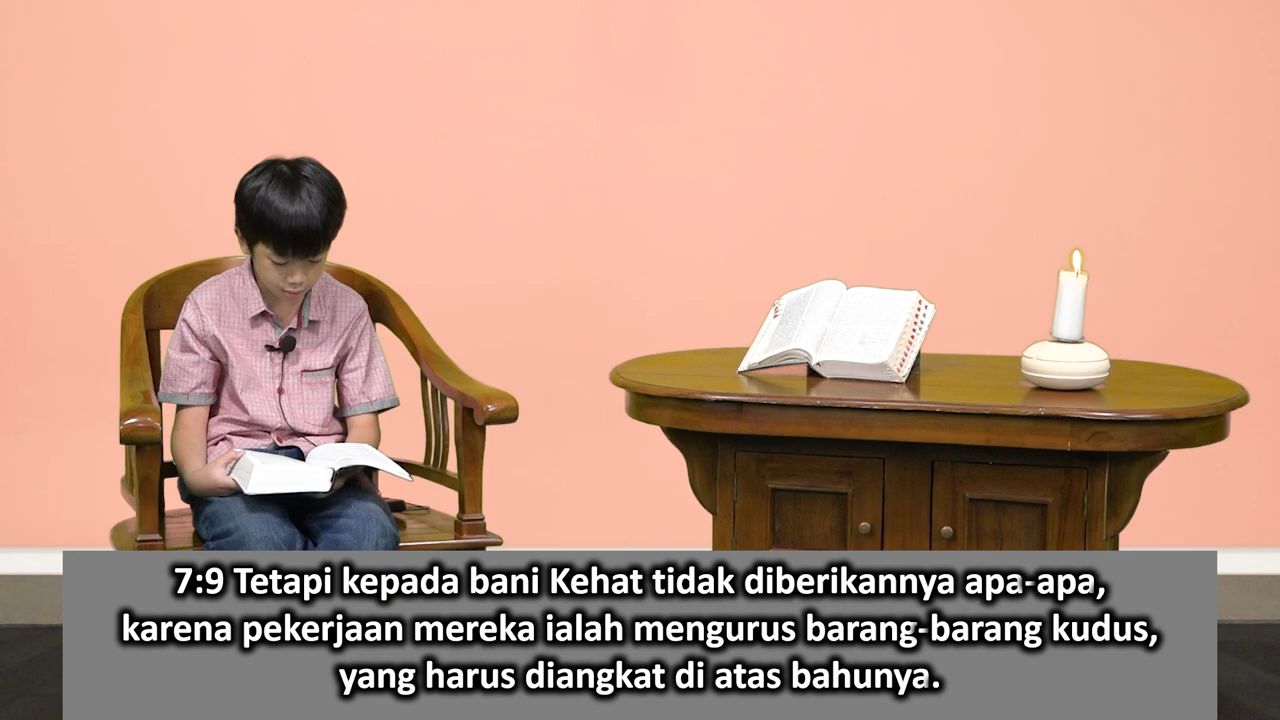 7:9 Tetapi kepada bani Kehat tidak diberikannya apa-apa,
karena pekerjaan mereka ialah mengurus barang-barang kudus,
yang harus diangkat di atas bahunya.